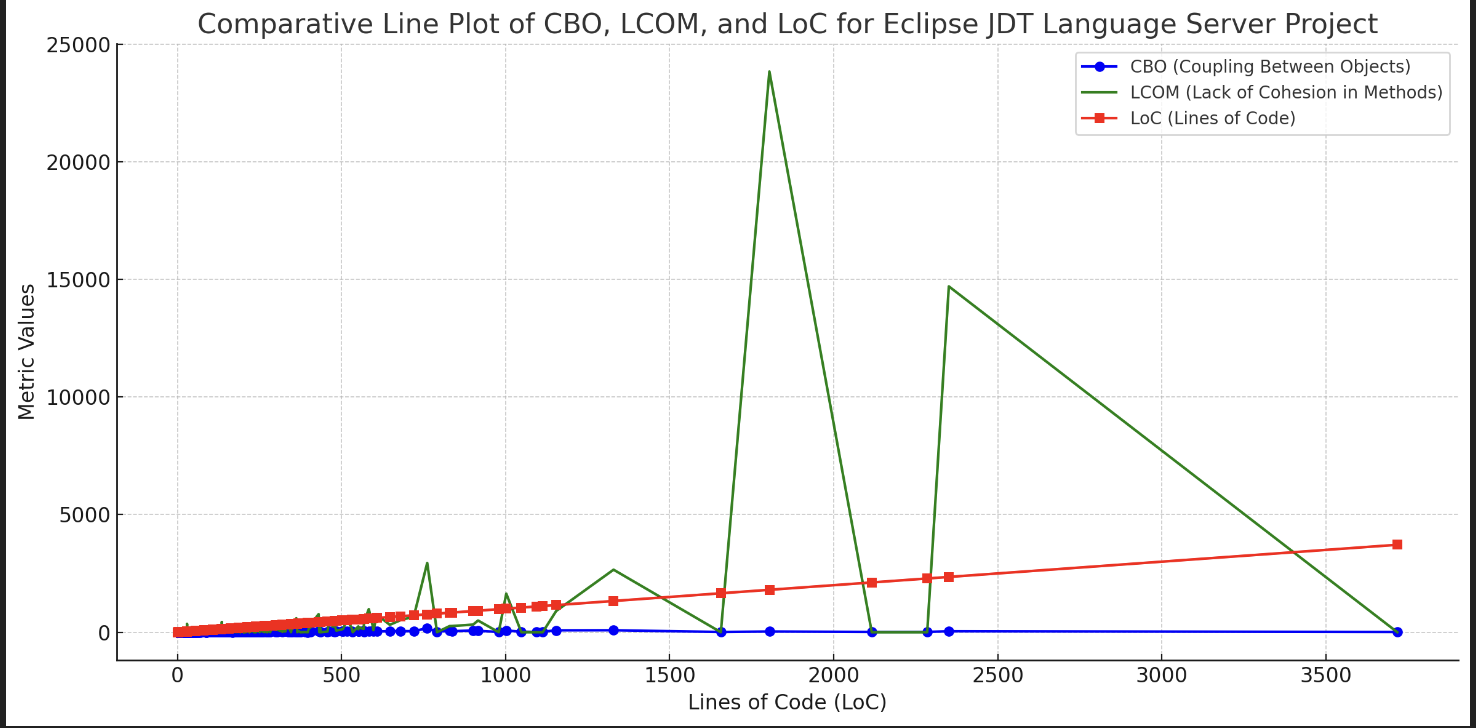 Comparative Line Plot of CBO, LCOM, and LoC for Eclipse JDT Language Server Project
25000
20000
15000
10000
5000
0
Metric Values
CBO (Coupling Between Objects)
LCOM (Lack of Cohesion in Methods)
LoC (Lines of Code)
0 500 1000 1500 2000 2500 3000 3500
Lines of Code (LoC)